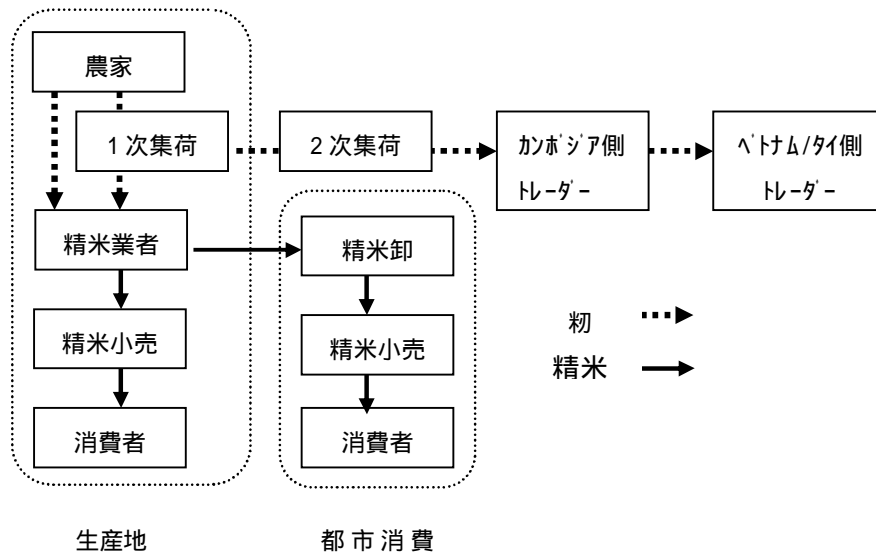 農家
1次集荷
2次集荷
ｶﾝﾎﾞｼﾞｱ側
ﾄﾚｰﾀﾞｰ
ﾍﾞﾄﾅﾑ/ﾀｲ側
ﾄﾚｰﾀﾞｰ
精米業者
精米卸
精米小売
精米小売
消費者
消費者
籾
精米
生産地
都市消費